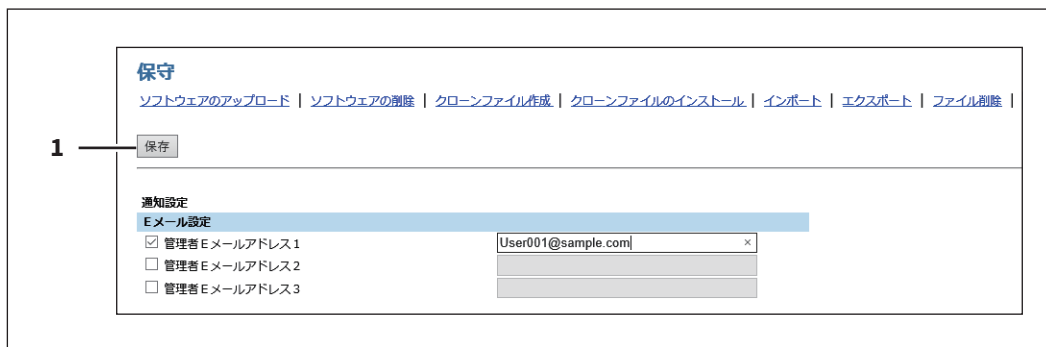 保守
ソフトウェアのアップロード | ソフトウェアの削除 | クローンファイル作成 | クローンファイルのインストール | インポート | エクスポート | ファイル削除 |
1 保存
通知設定
Eメール設定
管理者Eメールアドレス1 User001@sample.com ×
管理者Eメールアドレス2
管理者Eメールアドレス3